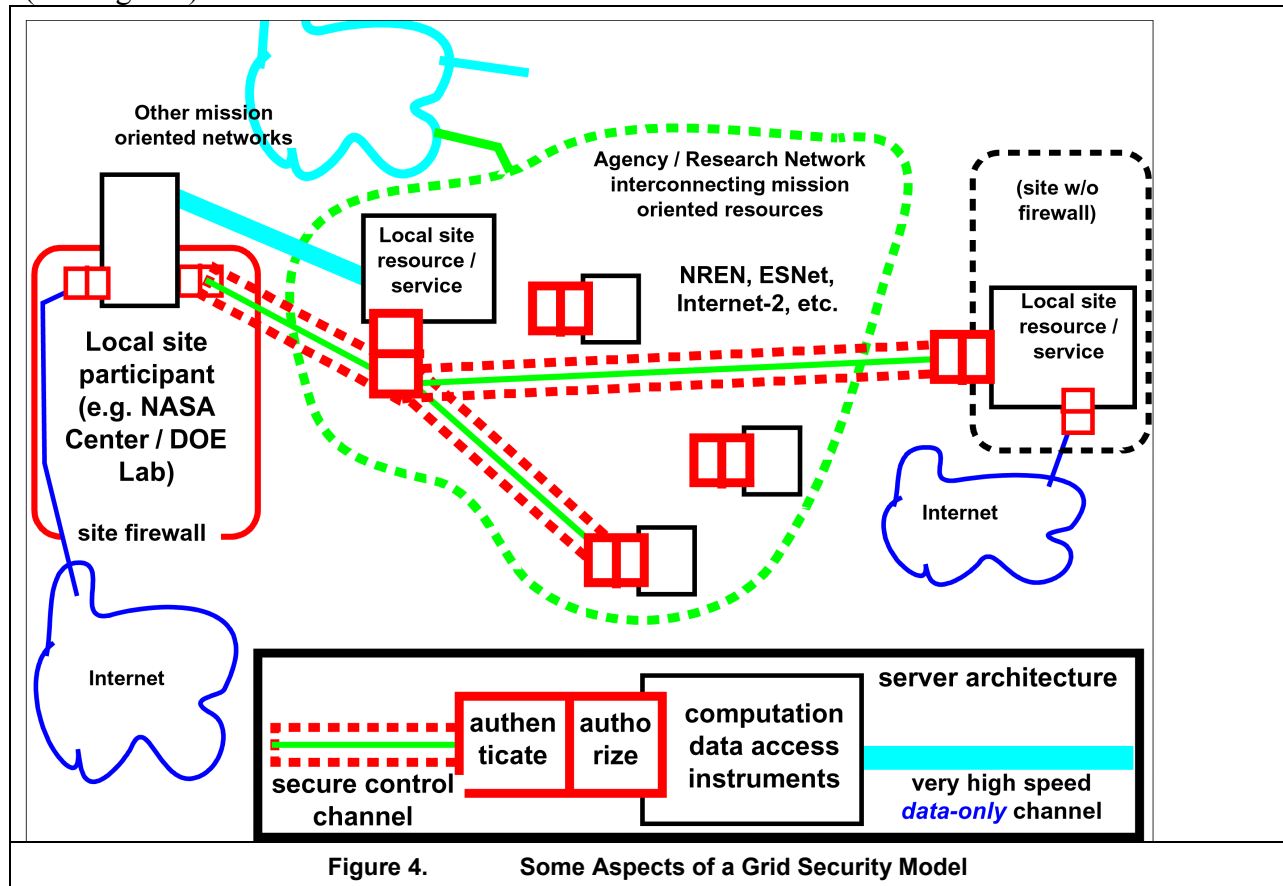 Other mission
oriented networks
Agency / Research Network
interconnecting mission
oriented resources
(site w/o
firewall)
Local site
resource /
service
NREN, ESNet,
Internet-2, etc.
Local site
resource /
service
Local site
participant
(e.g. NASA
Center / DOE
Lab)
site firewall
Internet
Internet
server architecture
authen
ticate
autho
rize
computation
data access
instruments
secure control
channel
very high speed
data-only channel
Figure 4. Some Aspects of a Grid Security Model